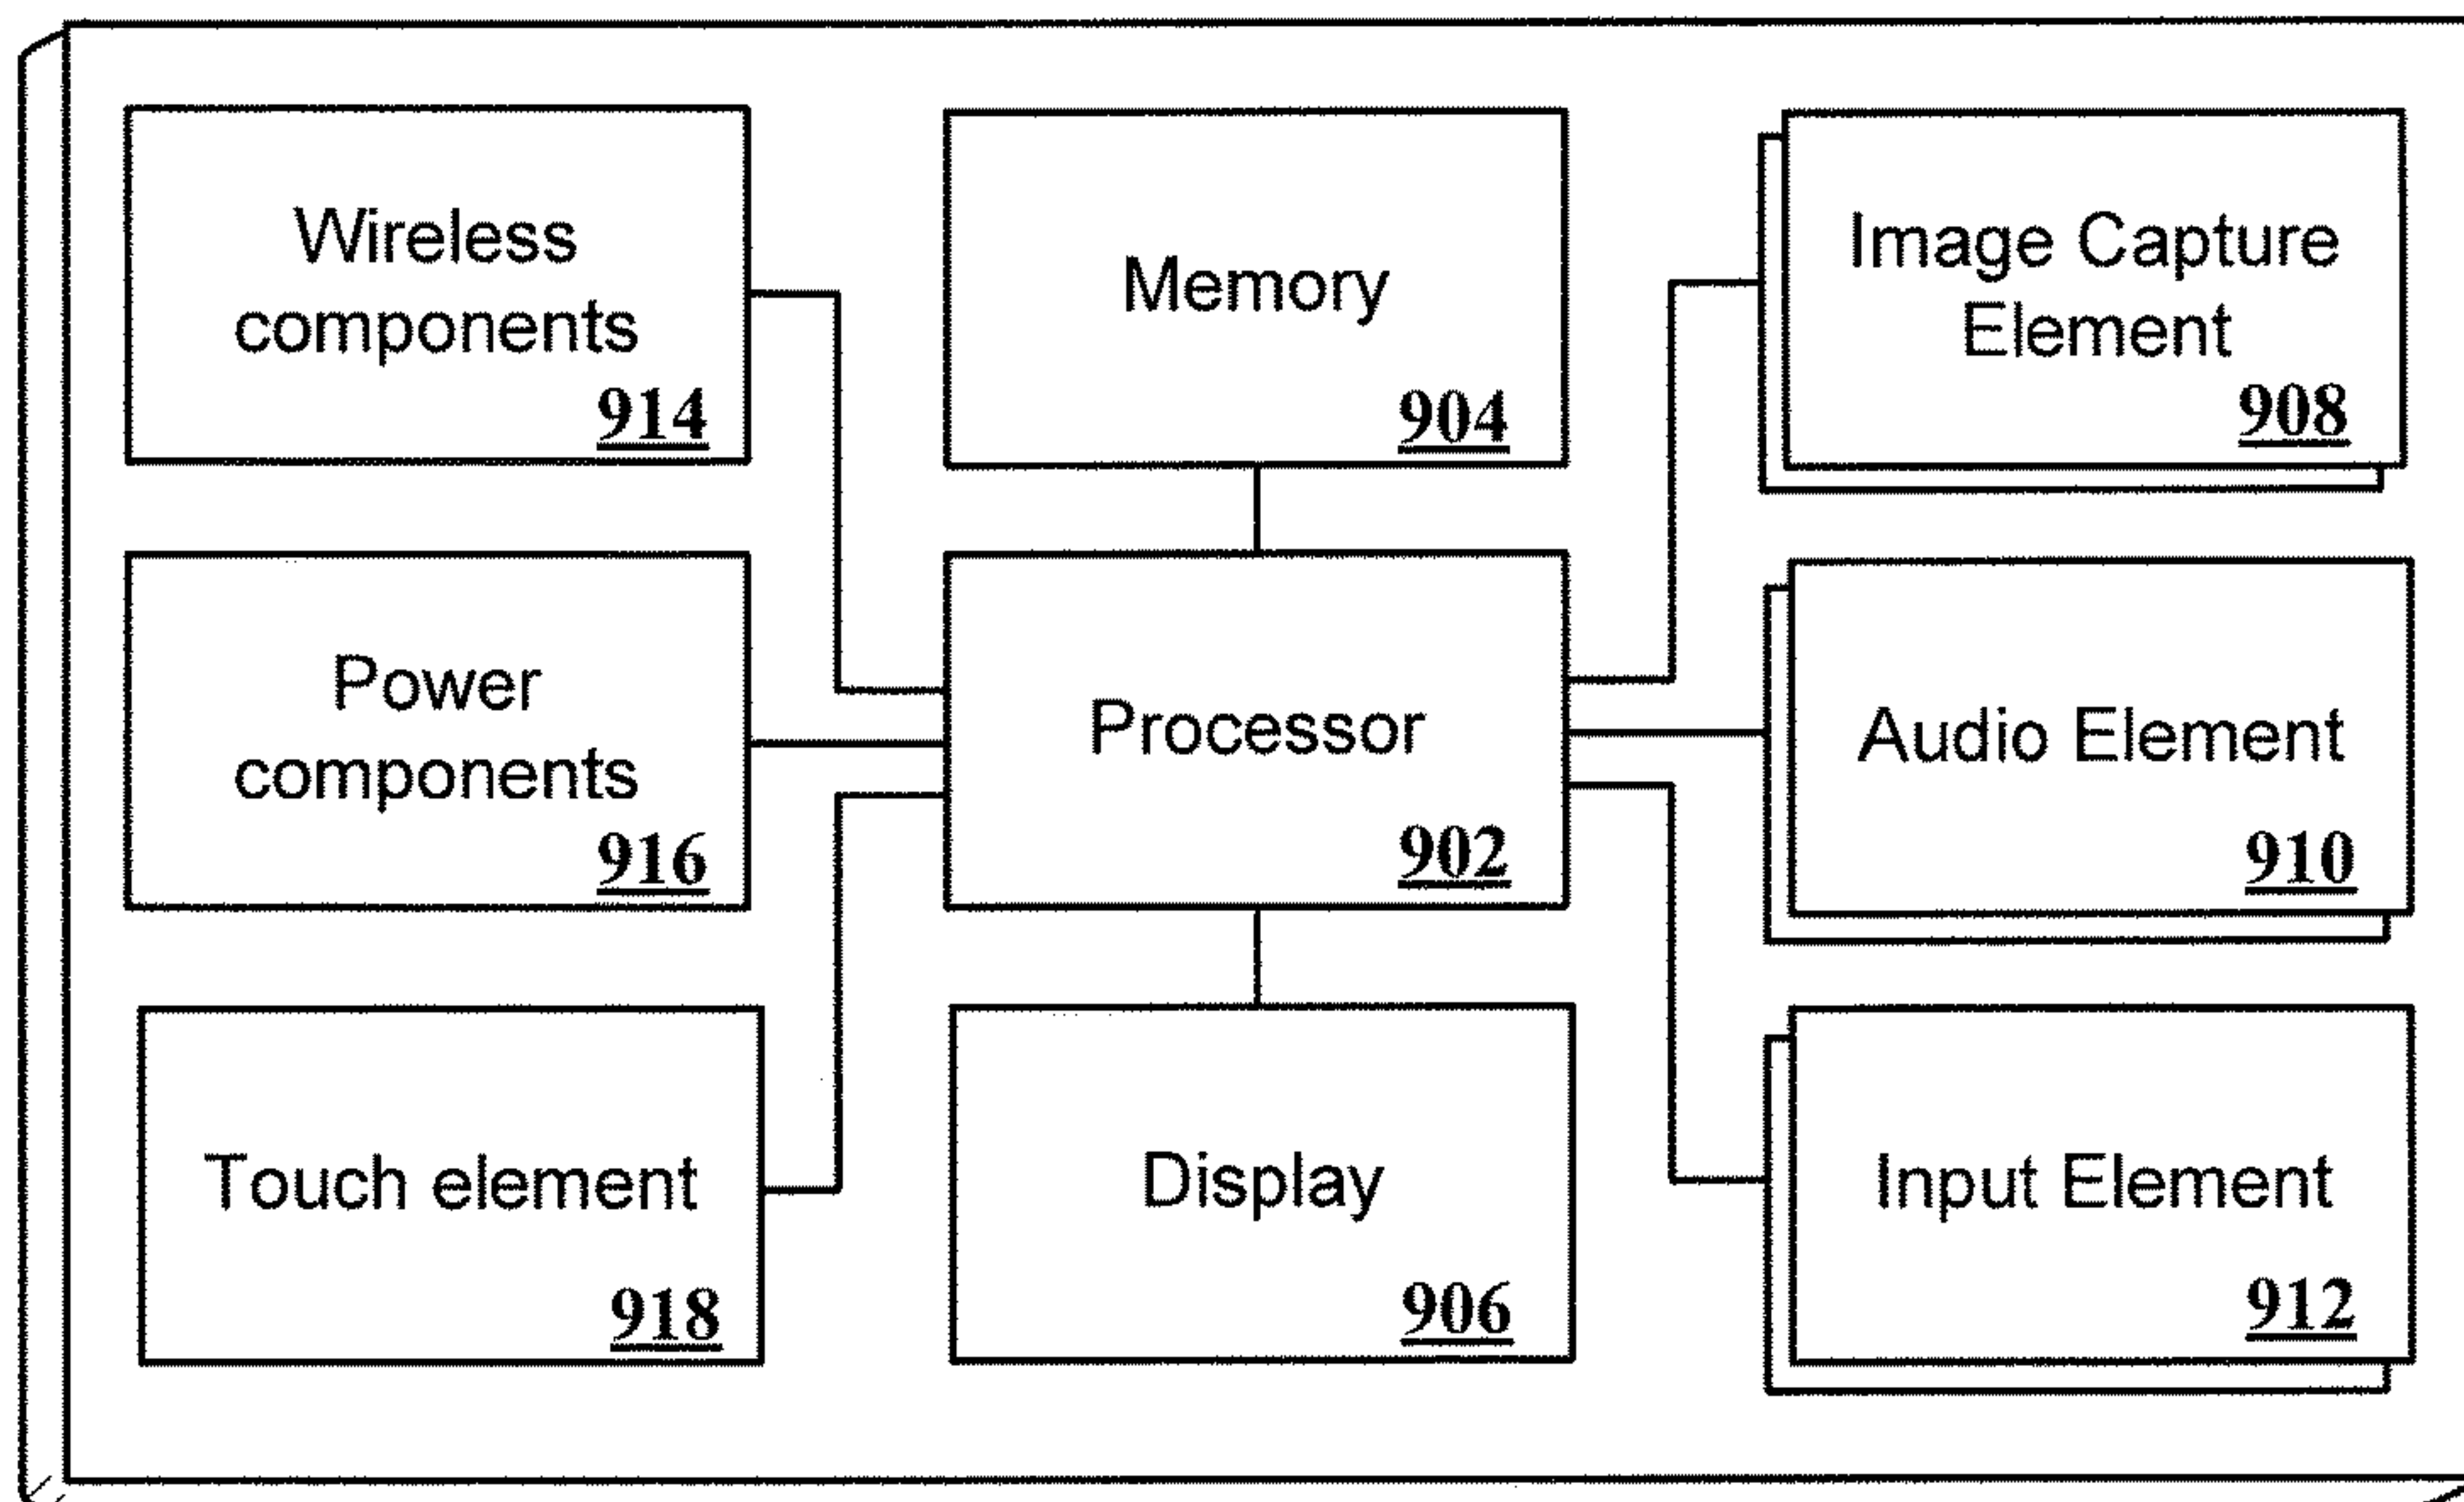 Wireless
components
914
Memory
904
Image Capture
Element
908
Power
components
916
Processor
902
Audio Element
910
Touch element
918
Display
906
Input Element
912